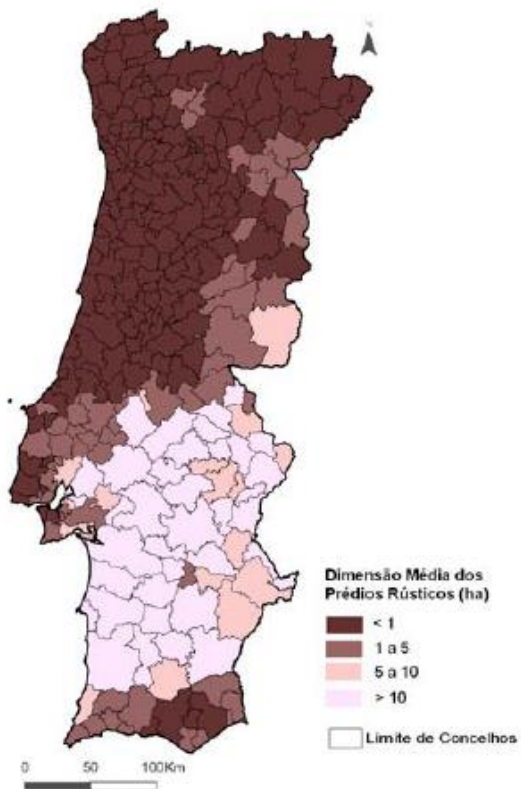 Dimensão Média dos
Prédios Rústicos (ha)
< 1
1 a 5
5 a 10
> 10
Limite de Concelhos
0 50 100Km